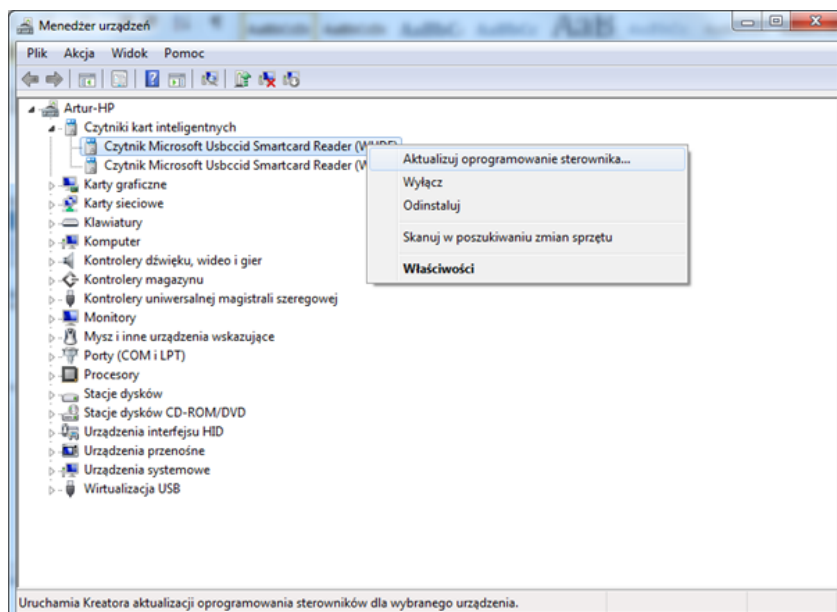 Menedżer urządzeń
Plik Akcja Widok Pomoc
Artur-HP
Czytniki kart inteligentnych
Czytnik Microsoft Usbccid Smartcard Reader
Czytnik Microsoft Usbccid Smartcard Reader
Karty graficzne
Karty sieciowe
Klawiatury
Komputer
Kontrolery dźwięku, wideo i gier
Kontrolery magazynu
Kontrolery uniwersalnej magistrali szeregowej
Monitory
Mysz i inne urządzenia wskazujące
Porty (COM i LPT)
Procesory
Stacje dysków
Stacje dysków CD-ROM/DVD
Urządzenia interfejsu HID
Urządzenia przenośne
Urządzenia systemowe
Wirtualizacja USB
Aktualizuj oprogramowanie sterownika...
Wyłącz
Odinstaluj
Skanuj w poszukiwaniu zmian sprzętu
Właściwości
Uruchamia Kreatora aktualizacji oprogramowania sterowników dla wybranego urządzenia.